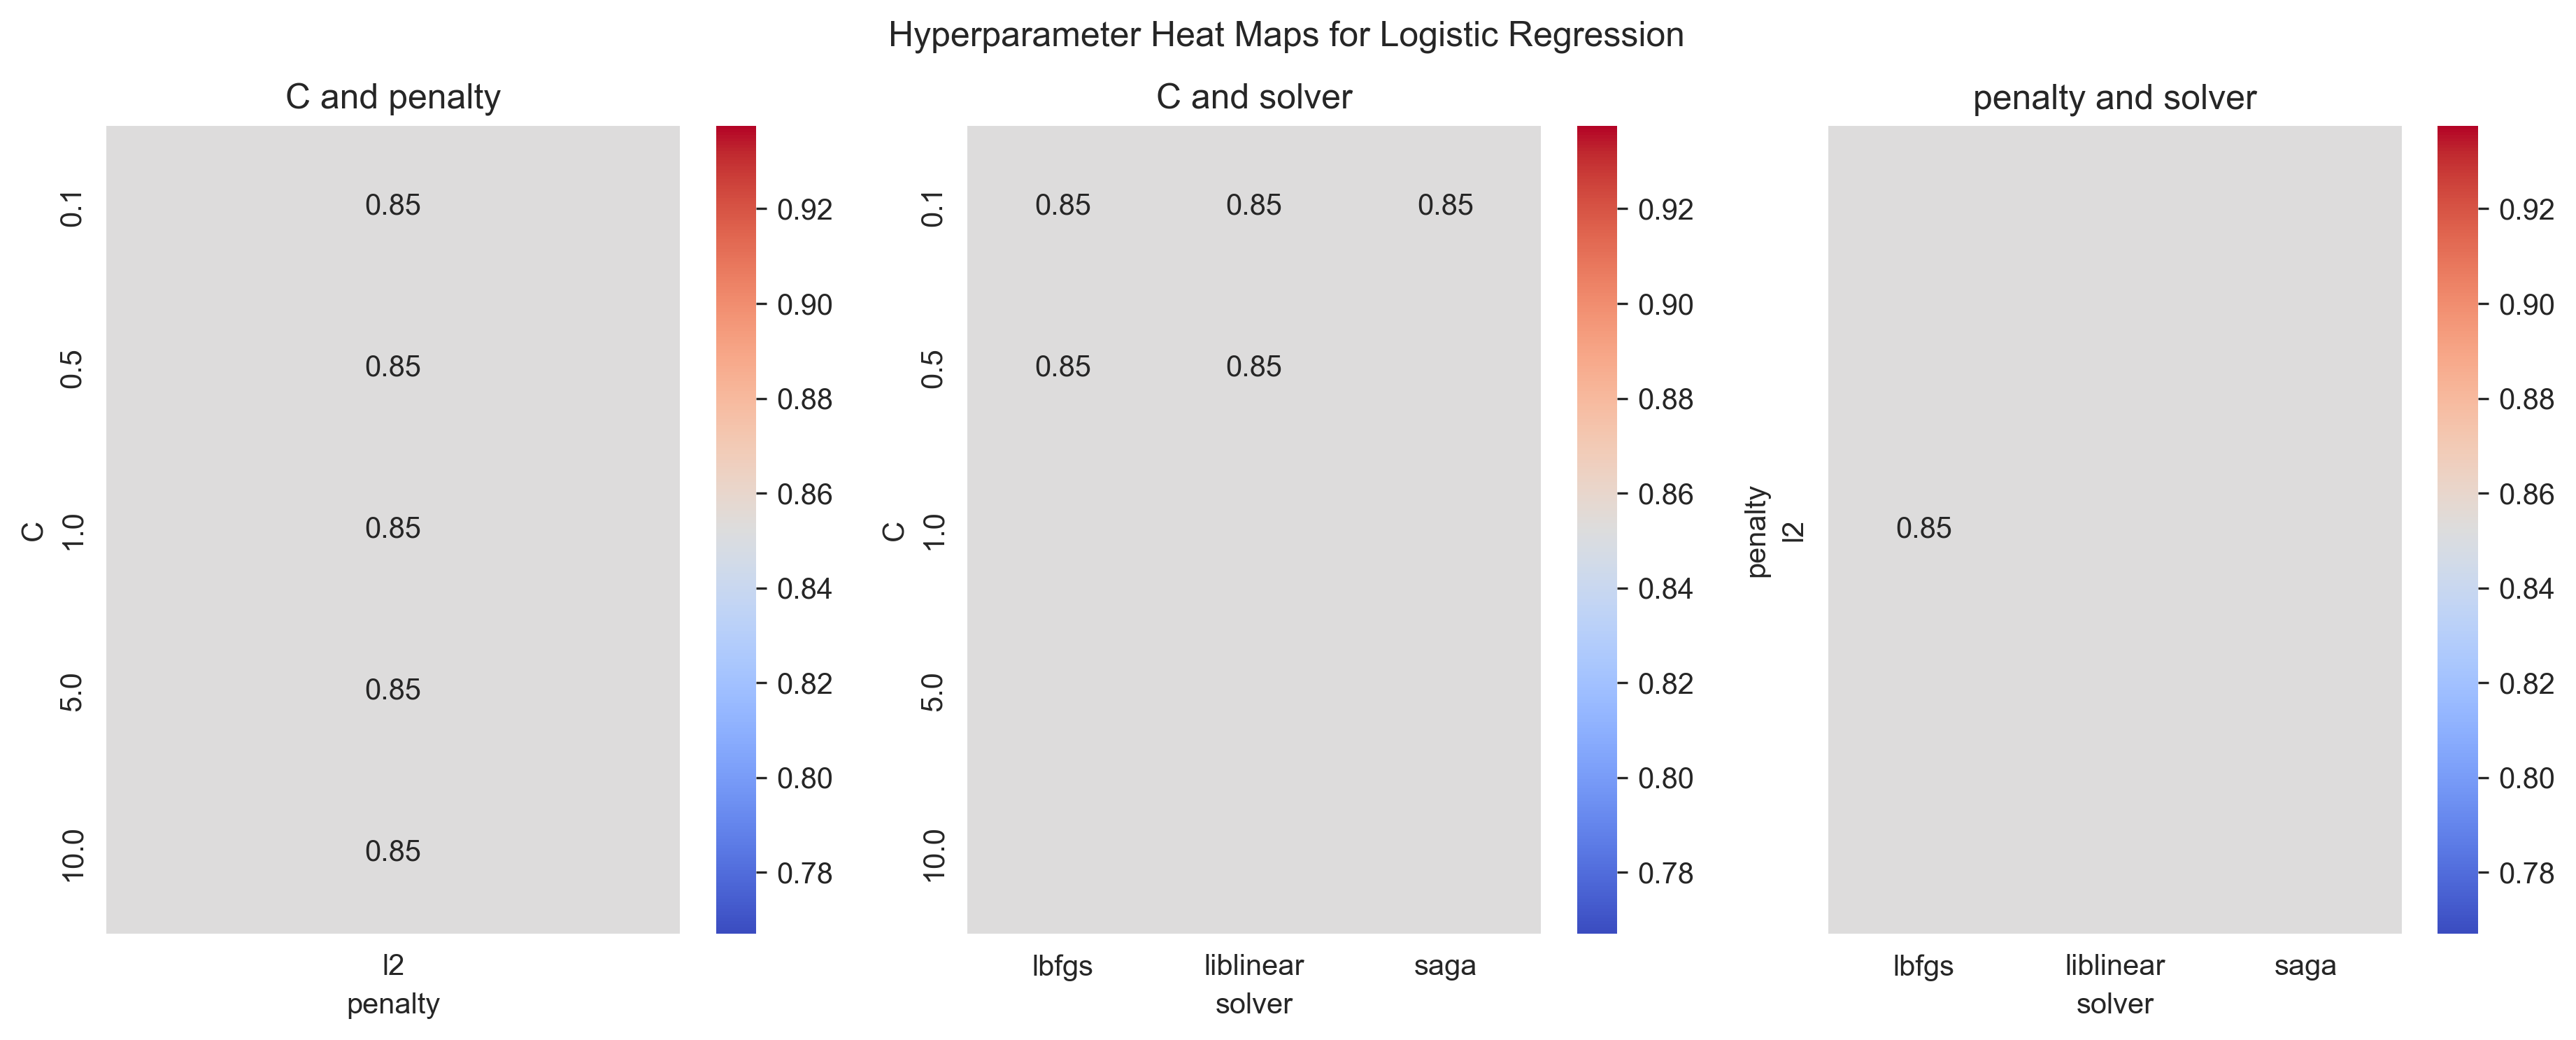 Hyperparameter Heat Maps for Logistic Regression
C and penalty
C
0.1
0.5
1.0
5.0
10.0
0.85
0.85
0.85
0.85
0.85
l2
penalty
0.92
0.90
0.88
0.86
0.84
0.82
0.80
0.78
C and solver
C
0.1
0.5
1.0
5.0
10.0
0.85 0.85 0.85
0.85 0.85
lbfgs liblinear saga
solver
0.92
0.90
0.88
0.86
0.84
0.82
0.80
0.78
penalty and solver
penalty
l2
0.85
lbfgs liblinear saga
solver
0.92
0.90
0.88
0.86
0.84
0.82
0.80
0.78